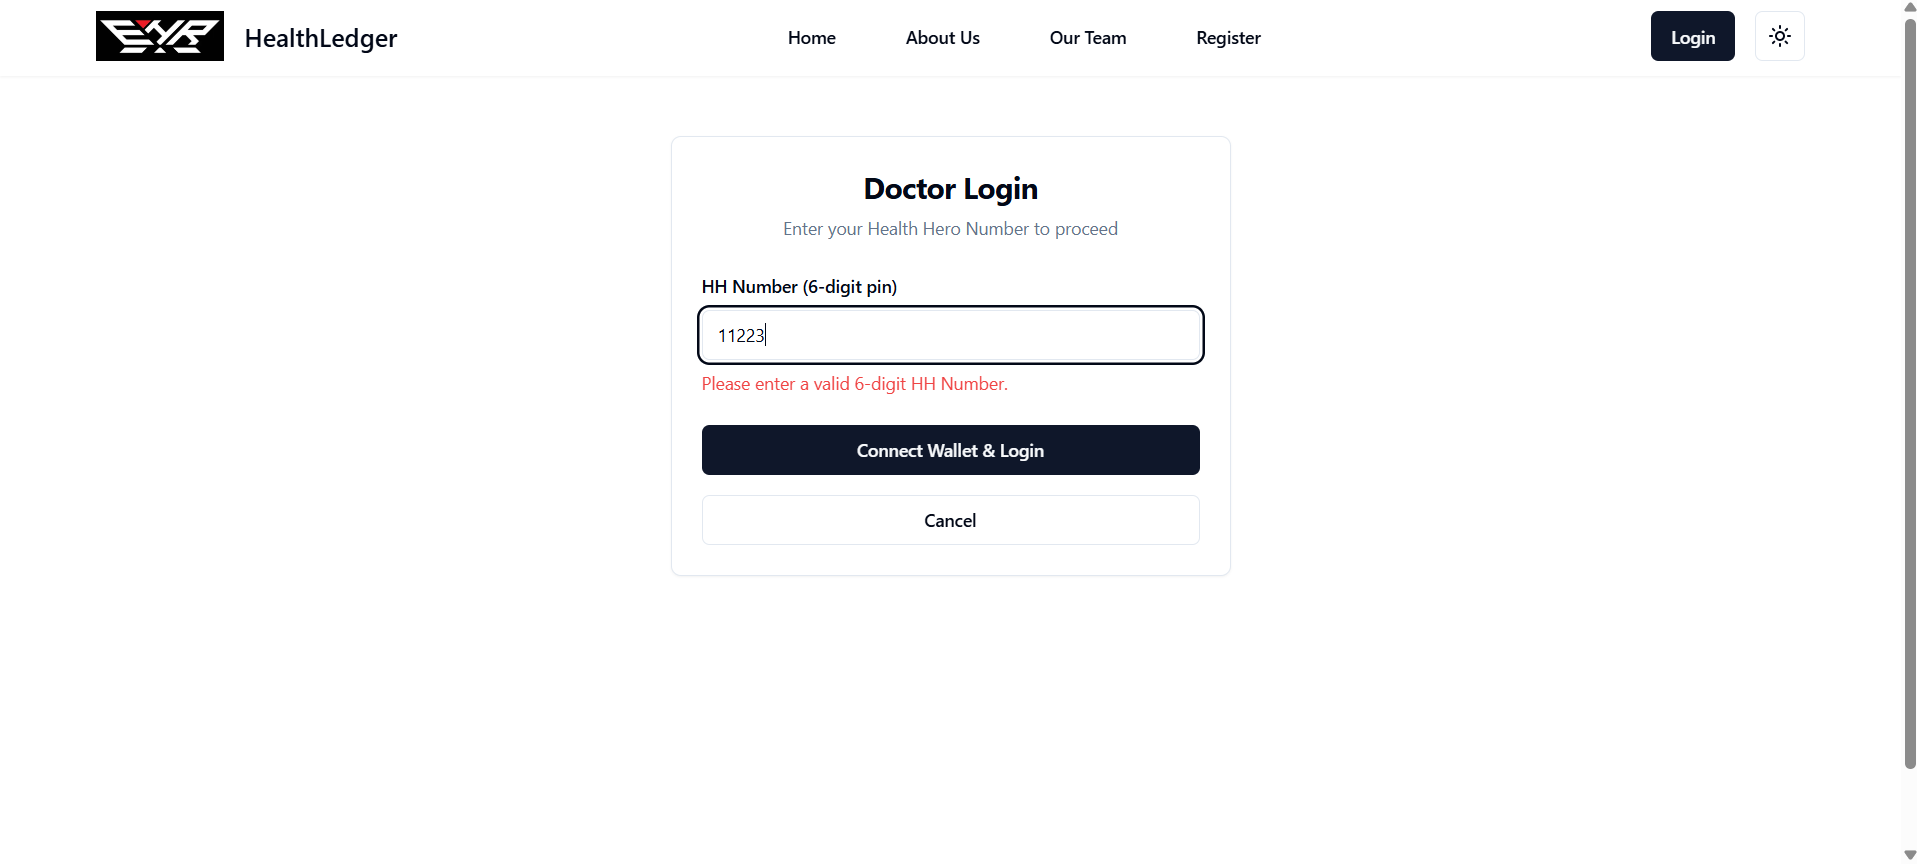 HealthLedger
Home
About Us
Our Team
Register
Login
Doctor Login
Enter your Health Hero Number to proceed
HH Number (6-digit pin)
11223
Please enter a valid 6-digit HH Number.
Connect Wallet & Login
Cancel